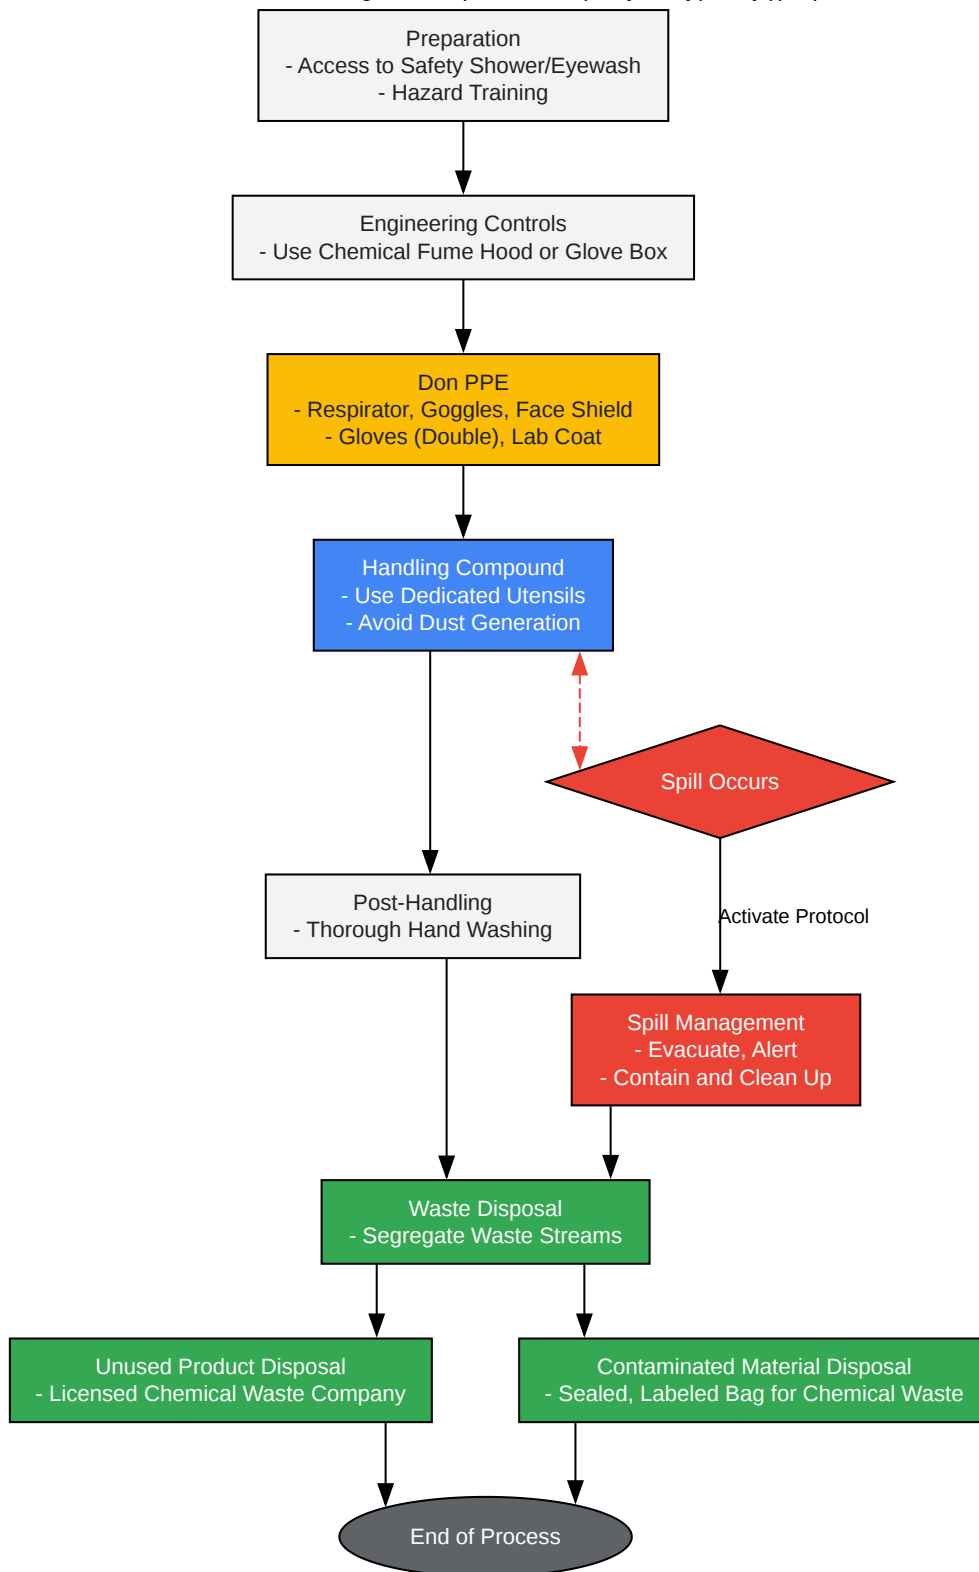 Preparation
- Access to Safety Shower/Eyewash
- Hazard Training
Engineering Controls
- Use Chemical Fume Hood or Glove Box
Don PPE
- Respirator, Goggles, Face Shield
- Gloves (Double), Lab Coat
Handling Compound
- Use Dedicated Utensils
- Avoid Dust Generation
Spill Occurs
Post-Handling
- Thorough Hand Washing
Activate Protocol
Spill Management
- Evacuate, Alert
- Contain and Clean Up
Waste Disposal
- Segregate Waste Streams
Unused Product Disposal
- Licensed Chemical Waste Company
Contaminated Material Disposal
- Sealed, Labeled Bag for Chemical Waste
End of Process